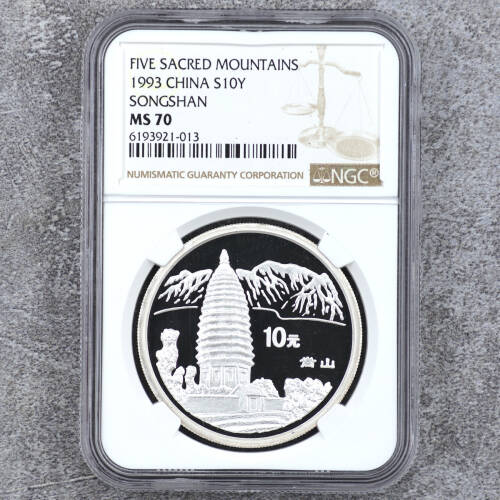 FIVE SACRED MOUNTAINS
1993 CHINA S10Y
SONGSHAN
MS 70
6193921-013
NUMISMATIC GUARANTY CORPORATION
NGC®
10元
嵩山